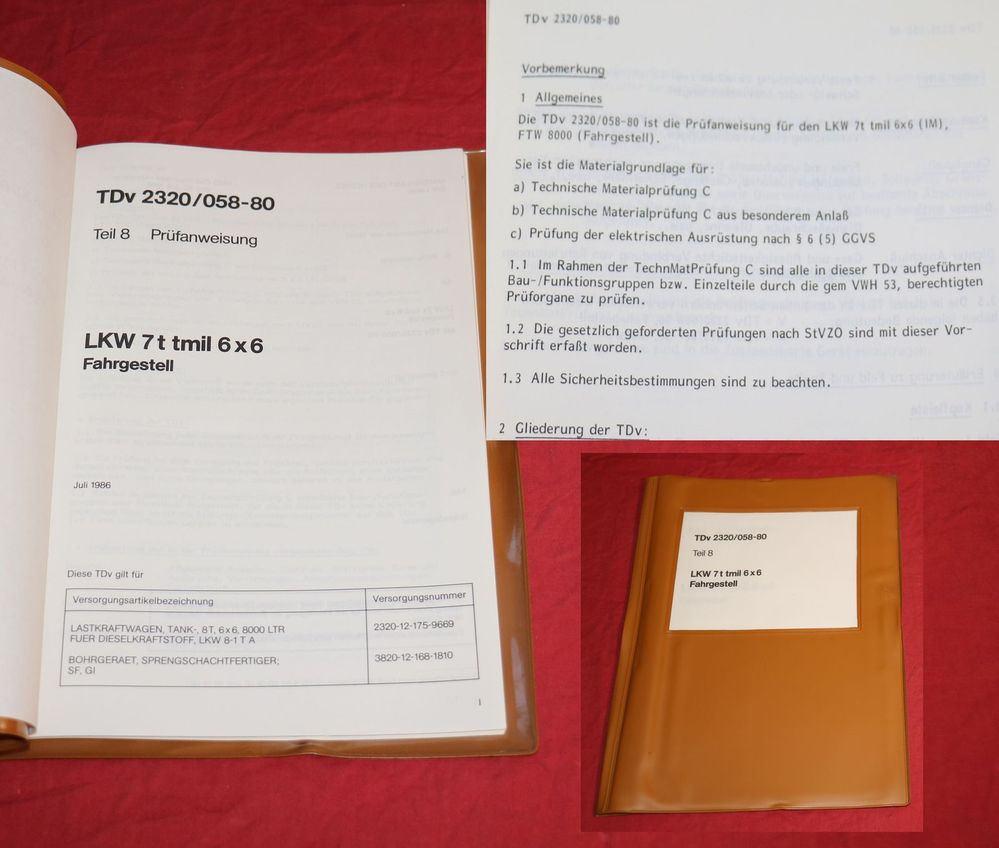 TDv 2320/058-80
Teil 8 Prüfanweisung
LKW 7t tmil 6x6
Fahrgestell
Juli 1986
Diese TDv gilt für
Versorgungsartikelbezeichnung Versorgungsnummer
LASTKRAFTWAGEN, TANK-, 8T, 6x6, 8000 LTR 2320-12-175-9669
FUER DIESELKRAFTSTOFF, LKW 8-1 T A
BOHRGERAET, SPRENGSCHACHTFERTIGER; 3820-12-168-1810
SF, GI
1
TDv 2320/058-80
Vorbemerkung
1 Allgemeines
Die TDv 2320/058-80 ist die Prüfanweisung für den LKW 7t tmil 6x6 (IM),
FTW 8000 (Fahrgestell).
Sie ist die Materialgrundlage für:
a) Technische Materialprüfung C
b) Technische Materialprüfung C aus besonderem Anlaß
c) Prüfung der elektrischen Ausrüstung nach § 6 (5) GGVS
1.1 Im Rahmen der TechnMatPrüfung C sind alle in dieser TDv aufgeführten
Bau-/Funktionsgruppen bzw. Einzelteile durch die gem VWH 53, berechtigten
Prüforgane zu prüfen.
1.2 Die gesetzlich geforderten Prüfungen nach StVZO sind mit dieser Vor-
schrift erfaßt worden.
1.3 Alle Sicherheitsbestimmungen sind zu beachten.
2 Gliederung der TDv:
TDv 2320/058-80
Teil 8
LKW 7t tmil 6x6
Fahrgestell